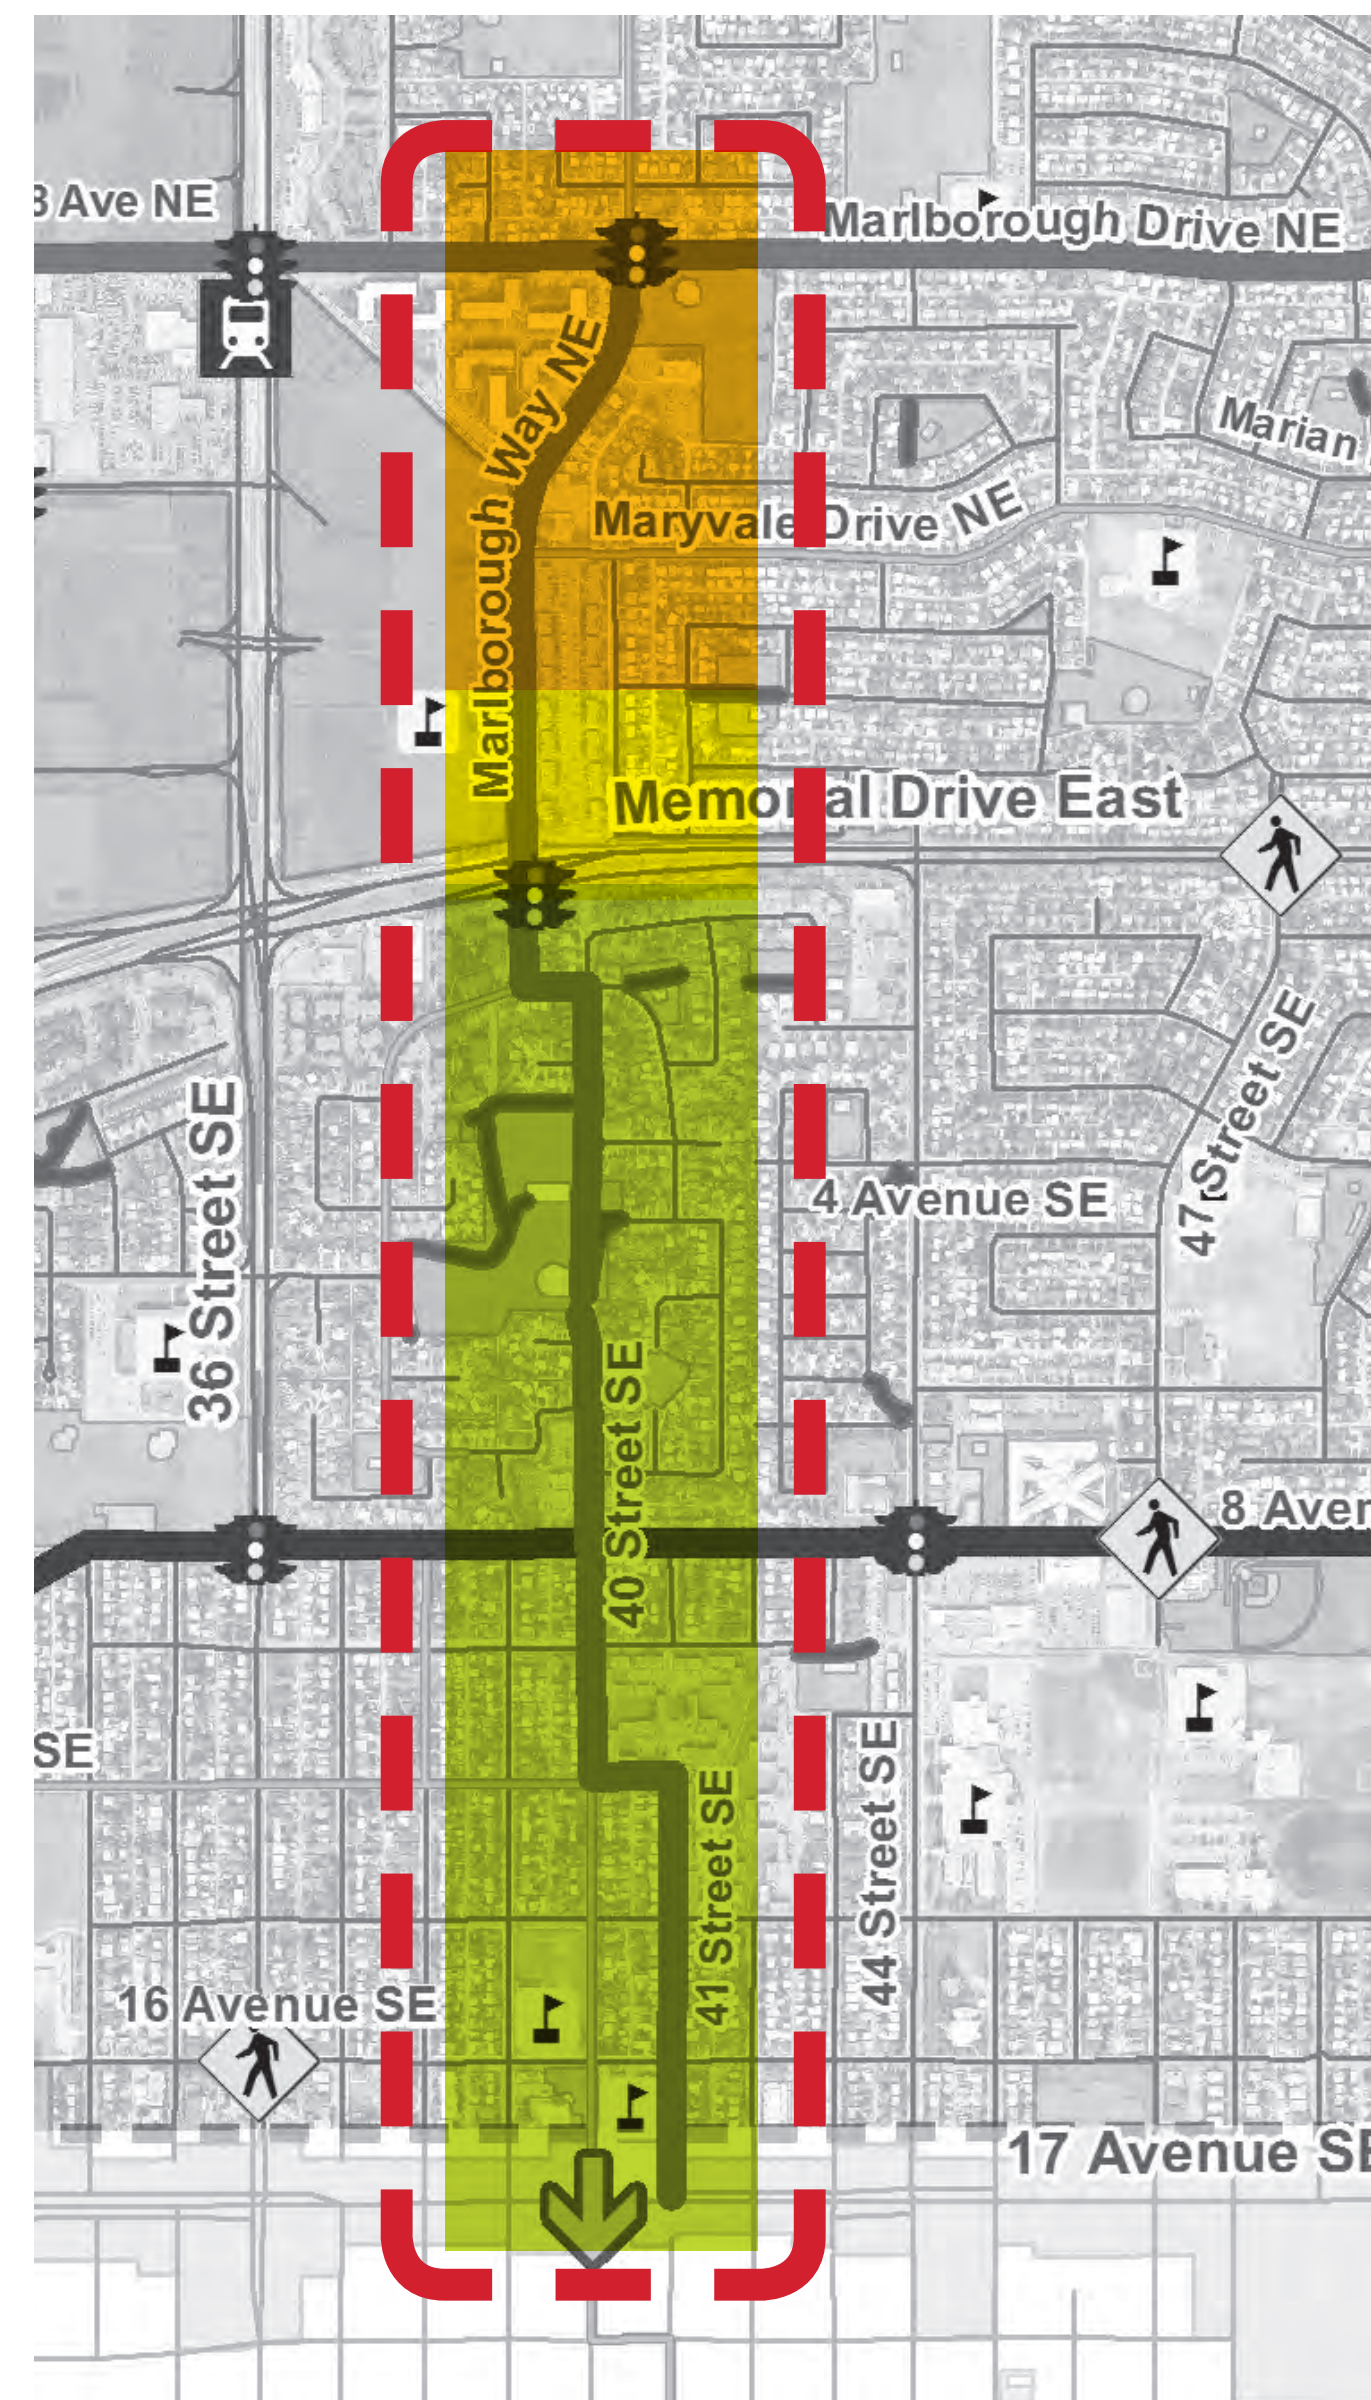 3 Ave NE
Marlborough Drive NE
Marlborough Way NE
Marian
Maryvale Drive NE
Memorial Drive East
47 Street SE
36 Street SE
4 Avenue SE
40 Street SE
8 Aven
SE
41 Street SE
44 Street SE
16 Avenue SE
17 Avenue SE